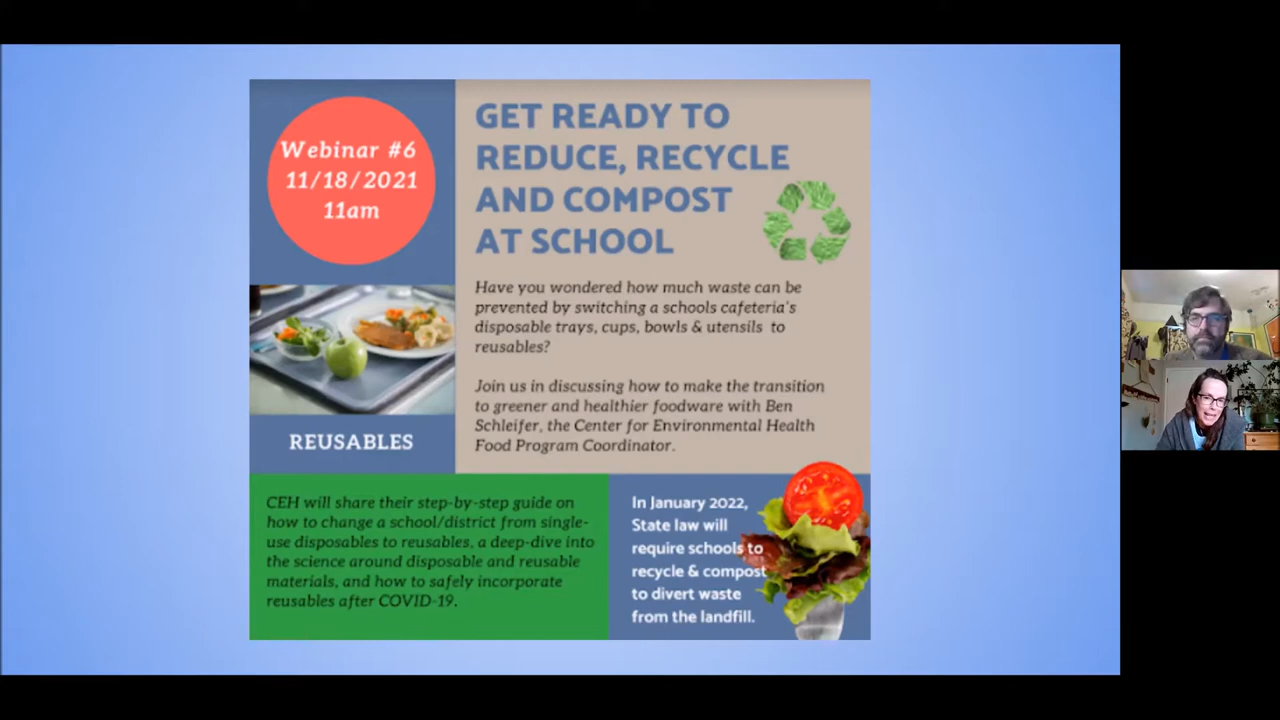 Webinar #6
11/18/2021
11am
GET READY TO
REDUCE, RECYCLE
AND COMPOST
AT SCHOOL
Have you wondered how much waste can be
prevented by switching a schools cafeteria's
disposable trays, cups, bowls & utensils to
reusables?
Join us in discussing how to make the transition
to greener and healthier foodware with Ben
Schleifer, the Center for Environmental Health
Food Program Coordinator.
REUSABLES
CEH will share their step-by-step guide on
how to change a school/district from single-
use disposables to reusables, a deep-dive into
the science around disposable and reusable
materials, and how to safely incorporate
reusables after COVID-19.
In January 2022,
State law will
require schools to
recycle & compost
to divert waste
from the landfill.